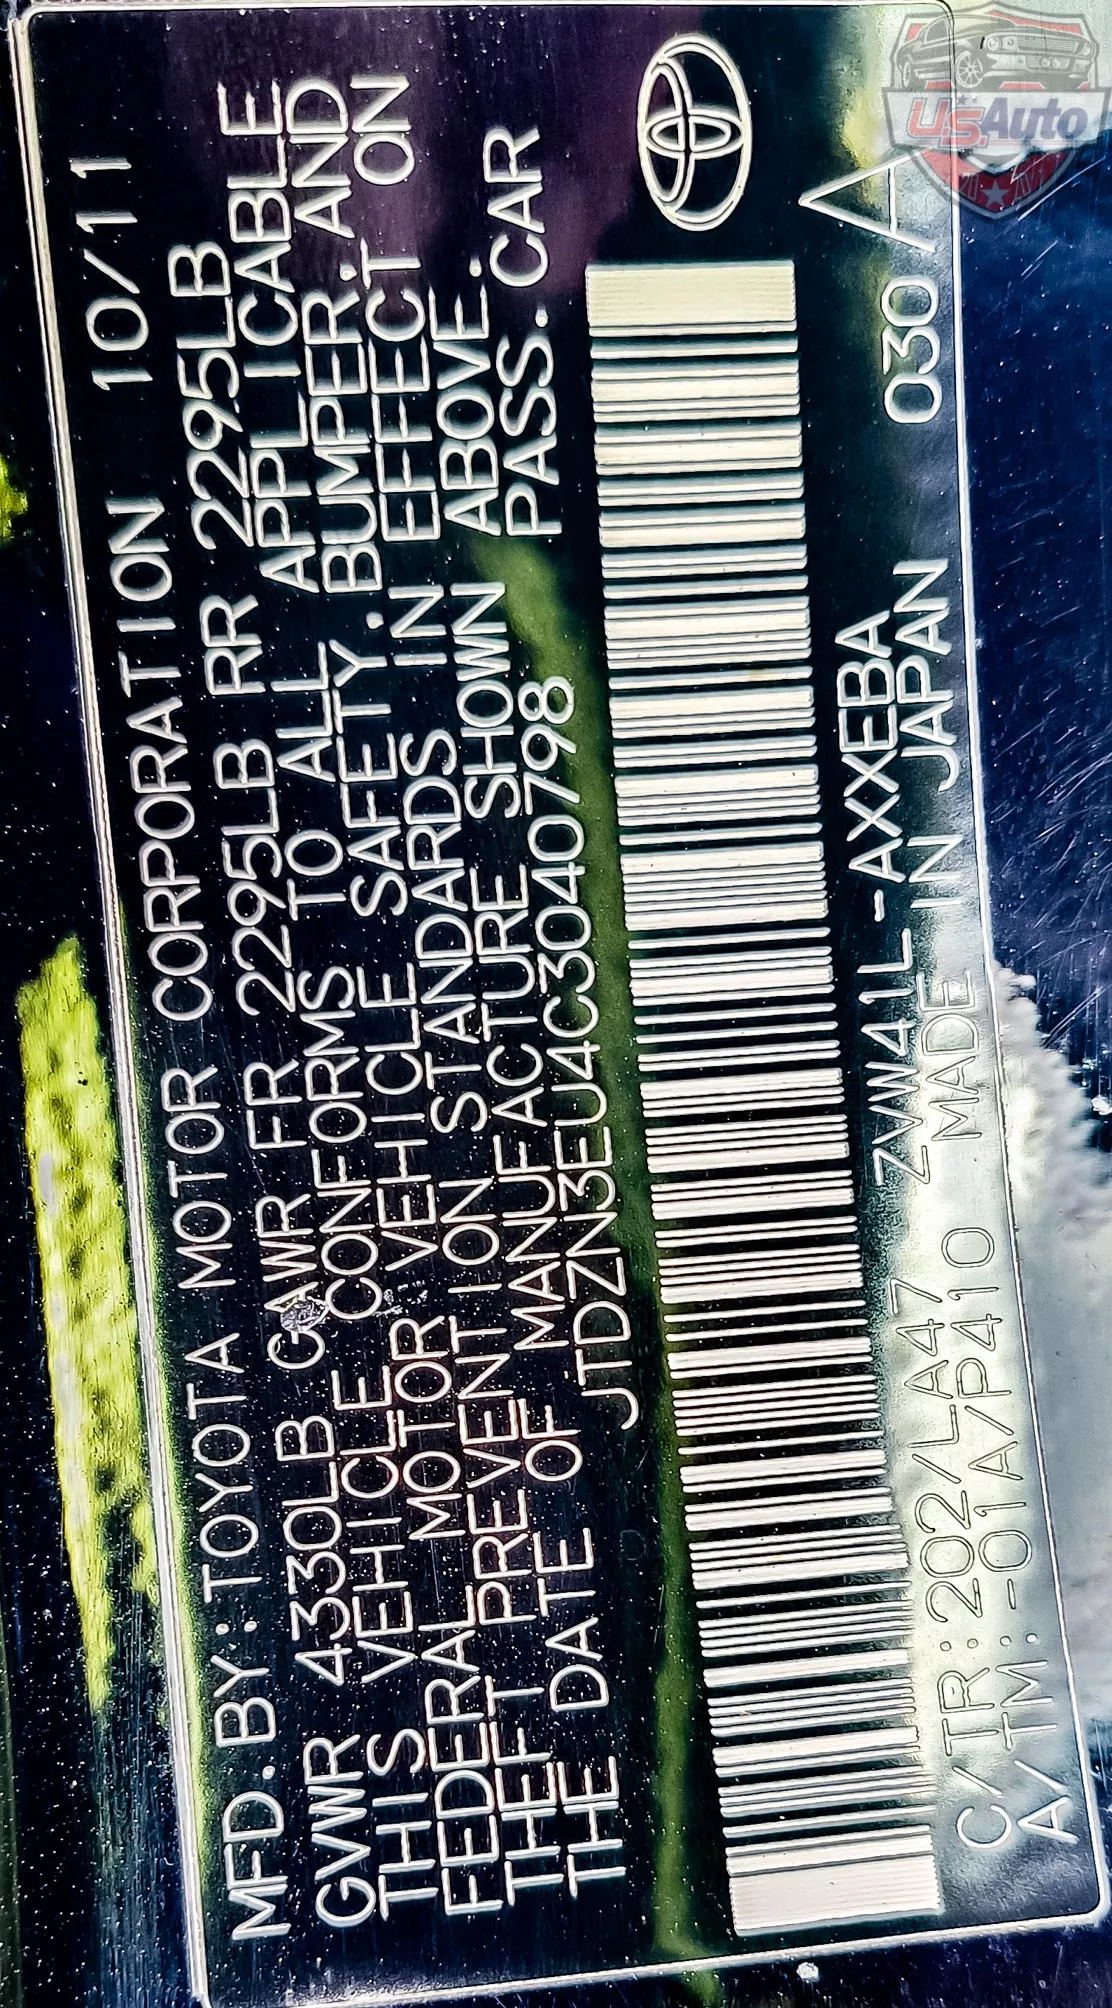 MFD. BY: TOYOTA MOTOR CORPORATION 10/11
GVWR 4330LB GAWR FR 2295LB RR 2295LB
THIS VEHICLE CONFORMS TO ALL APPLICABLE
FEDERAL MOTOR VEHICLE SAFETY. BUMPER. AND
THEFT PREVENTION STANDARDS IN EFFECT ON
THE DATE OF MANUFACTURE SHOWN ABOVE.
JTDZN3EU4C3040798 PASS. CAR
C/TR:202/LA47 ZVW41L-AXXEBA 030 A
A/TM:-01A/P410 MADE IN JAPAN
U.S. Auto